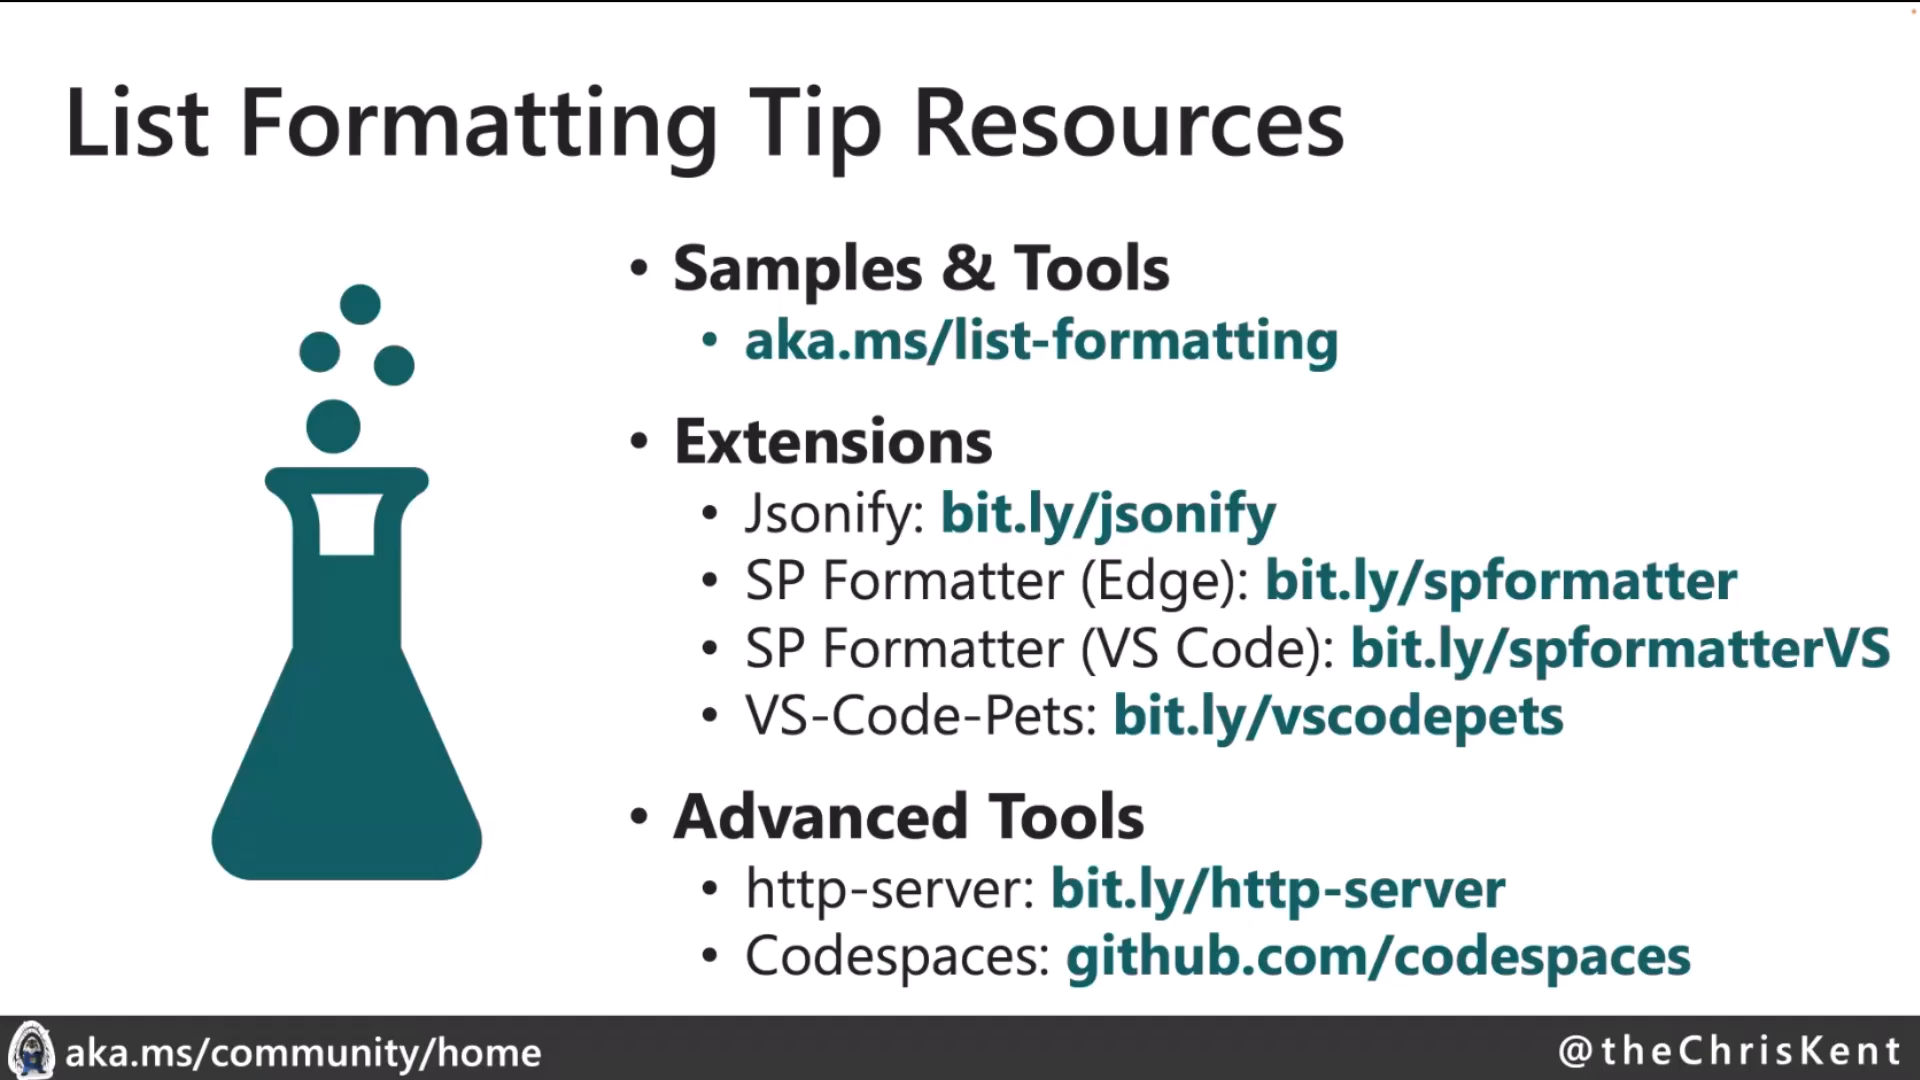 List Formatting Tip Resources
• Samples & Tools
• aka.ms/list-formatting
• Extensions
• Jsonify: bit.ly/jsonify
• SP Formatter (Edge): bit.ly/spformatter
• SP Formatter (VS Code): bit.ly/spformatterVS
• VS-Code-Pets: bit.ly/vscodepets
• Advanced Tools
• http-server: bit.ly/http-server
• Codespaces: github.com/codespaces
aka.ms/community/home
@theChrisKent